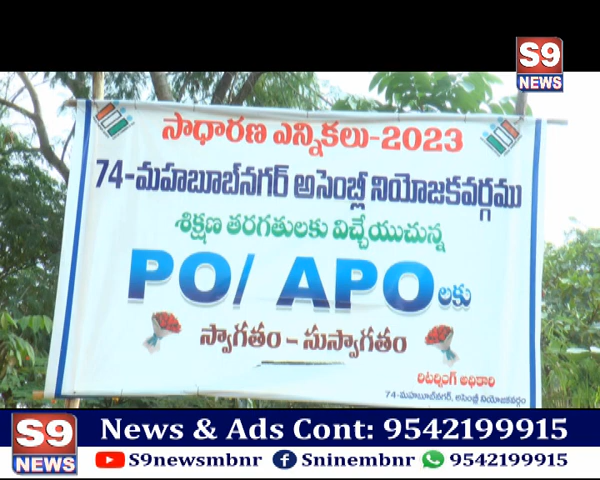 S9
NEWS
సాధారణ ఎన్నికలు-2023
74-మహబూబ్‌నగర్ అసెంబ్లీ నియోజకవర్గము
శిక్షణ తరగతులకు విచ్చేయుచున్న
PO/ APO లకు
స్వాగతం – సుస్వాగతం
రిటర్నింగ్ అధికారి
74-మహబూబ్‌నగర్, అసెంబ్లీ నియోజకవర్గం
S9
NEWS
News & Ads Cont: 9542199915
S9newsmbnr Sninembnr 9542199915